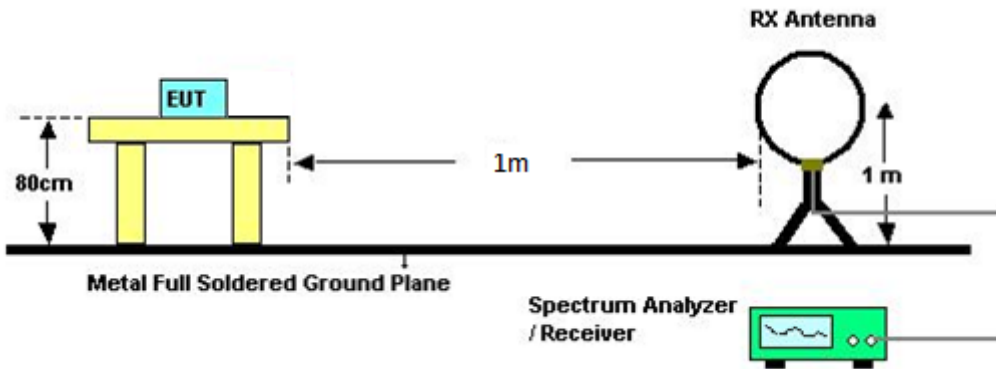 RX Antenna
EUT
80cm
1m
1 m
Metal Full Soldered Ground Plane
Spectrum Analyzer
/ Receiver